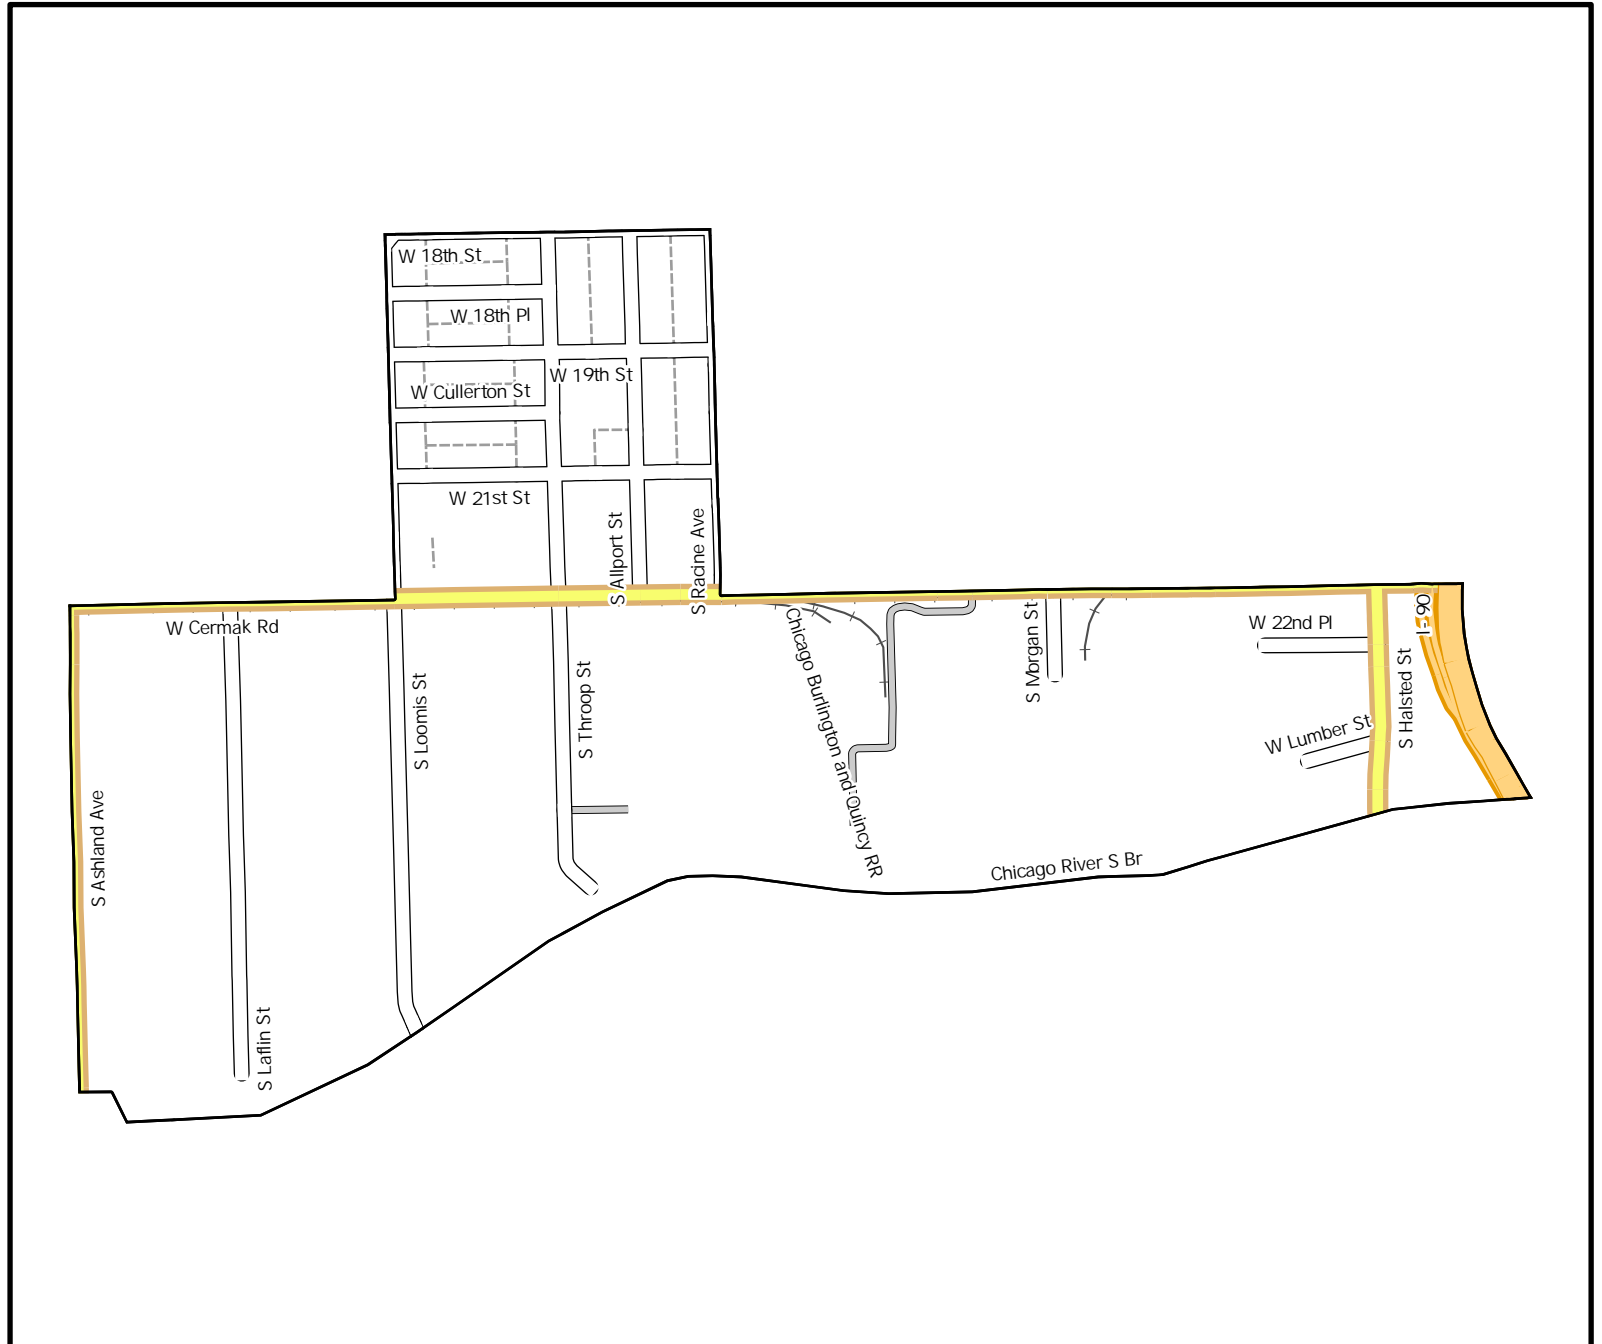 W 18th St
W 18th Pl
W 19th St
W Cullerton St
W 21st St
S Allport St
S Racine Ave
W Cermak Rd
S Ashland Ave
S Laflin St
S Loomis St
S Throop St
Chicago Burlington and Quincy RR
S Morgan St
W 22nd Pl
W Lumber St
S Halsted St
I- 90
Chicago River S Br